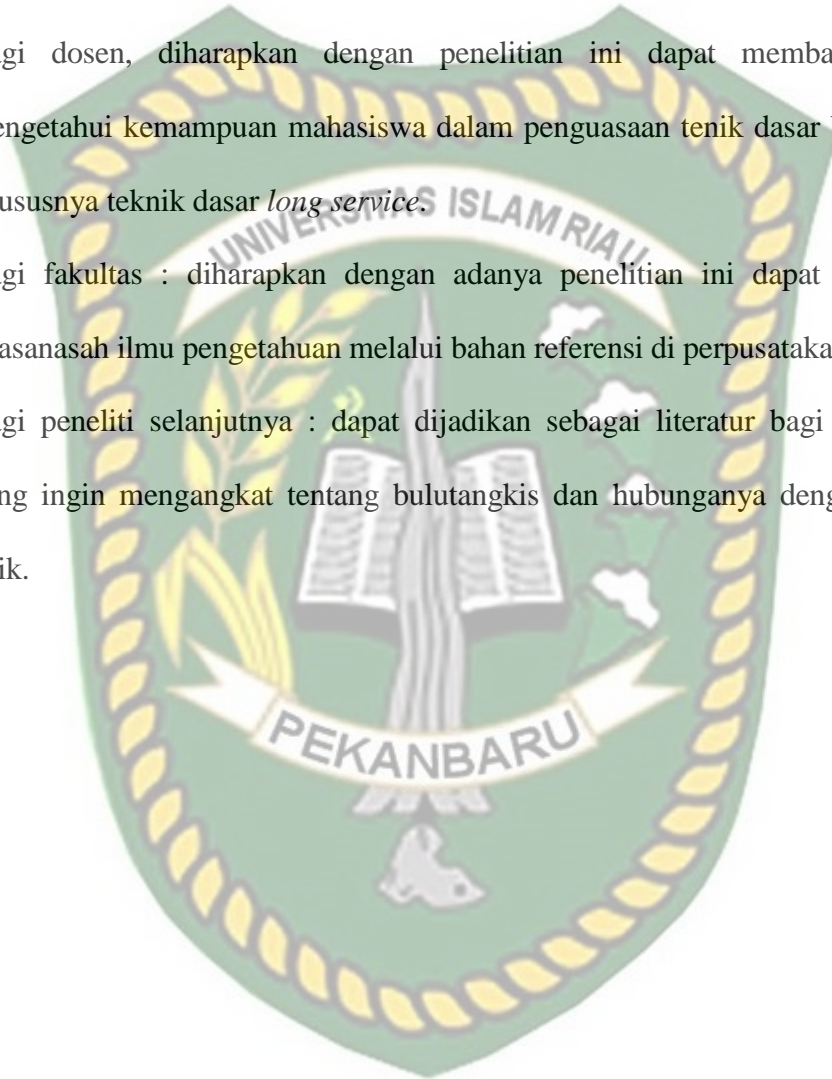 gi dosen, diharapkan dengan penelitian ini dapat memba
engetahui kemampuan mahasiswa dalam penguasaan tenik dasar
ususnya teknik dasar long service.
UNIVERSITAS ISLAM RIAU
gi fakultas : diharapkan dengan adanya penelitian ini dapat
asanasah ilmu pengetahuan melalui bahan referensi di perpusataka
gi peneliti selanjutnya : dapat dijadikan sebagai literatur bagi
ng ingin mengangkat tentang bulutangkis dan hubunganya deng
ik.
PEKANBARU